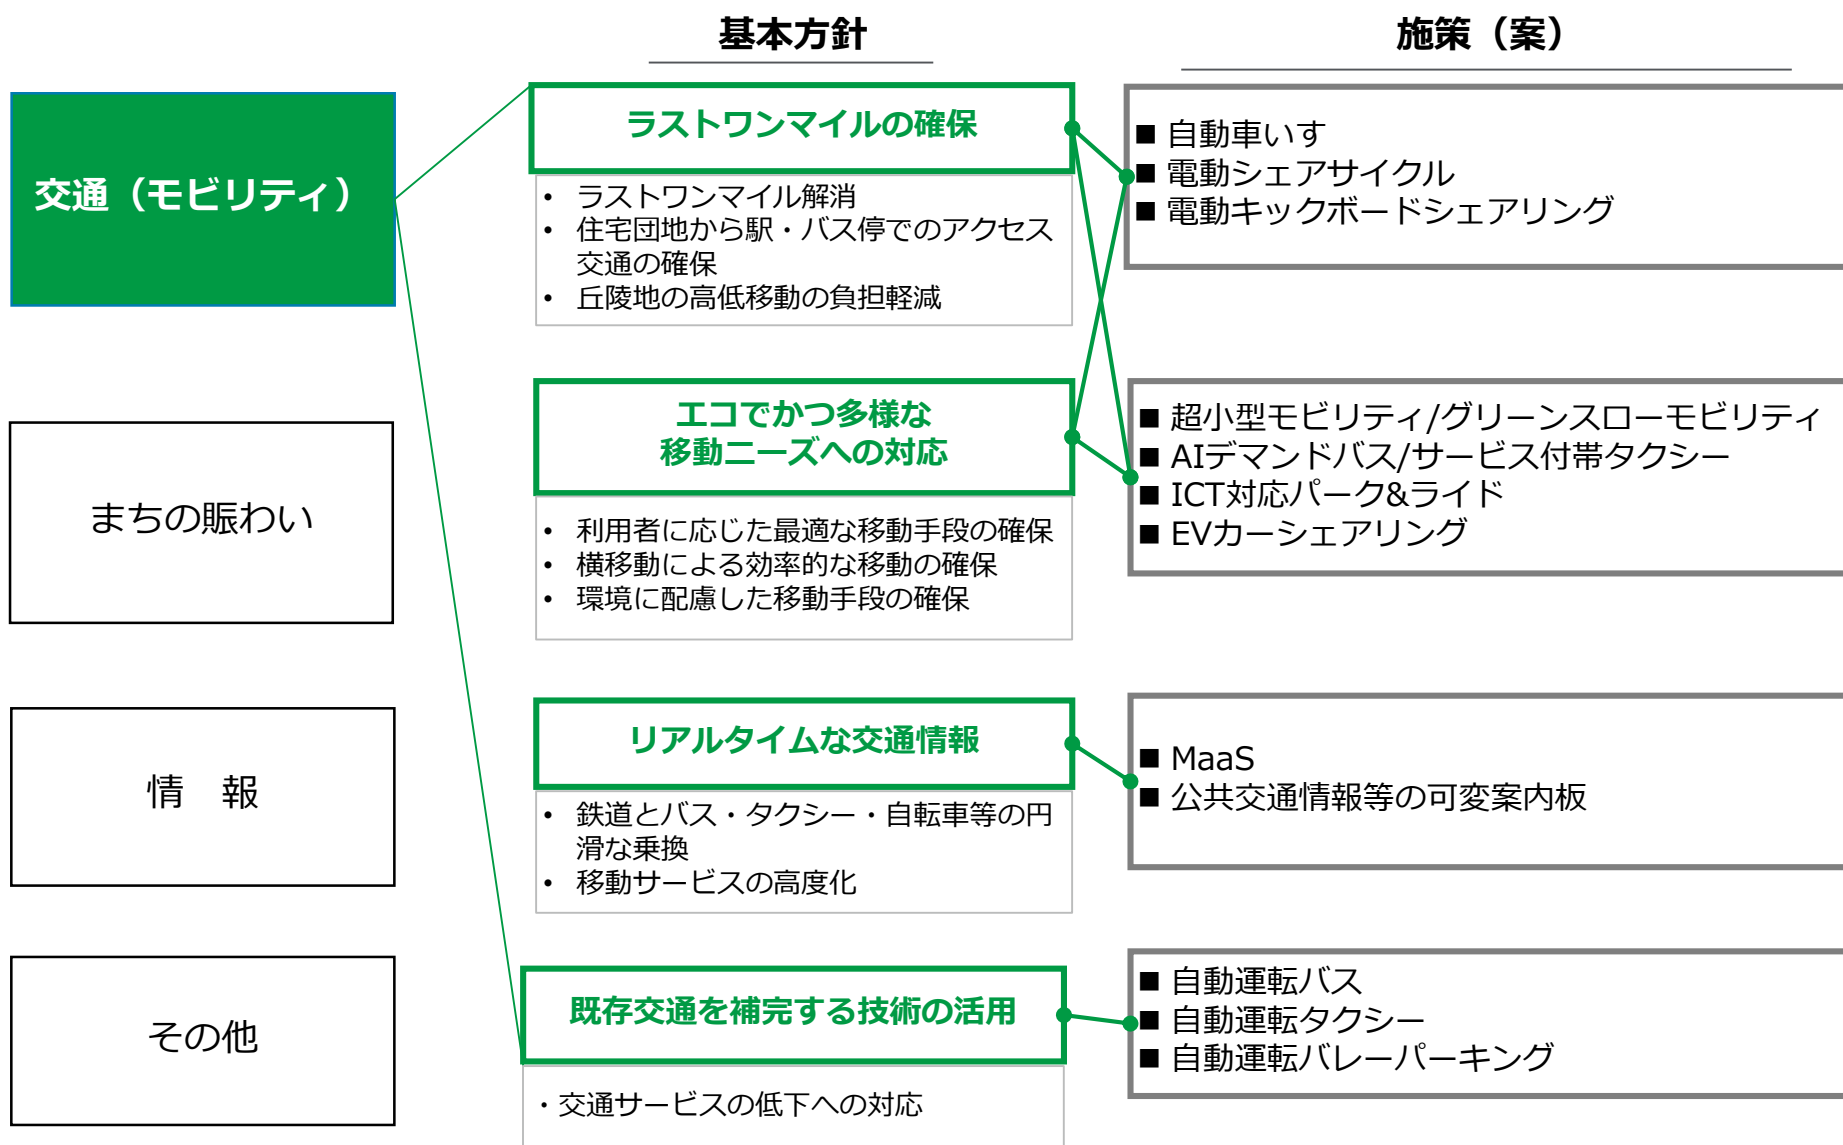 基本方針
施策（案）
交通（モビリティ）
まちの賑わい
情　報
その他
ラストワンマイルの確保
• ラストワンマイル解消
• 住宅団地から駅・バス停でのアクセス
交通の確保
• 丘陵地の高低移動の負担軽減
■ 自動車いす
■ 電動シェアサイクル
■ 電動キックボードシェアリング
エコでかつ多様な
移動ニーズへの対応
• 利用者に応じた最適な移動手段の確保
• 横移動による効率的な移動の確保
• 環境に配慮した移動手段の確保
■ 超小型モビリティ/グリーンスローモビリティ
■ AIデマンドバス/サービス付帯タクシー
■ ICT対応パーク&ライド
■ EVカーシェアリング
リアルタイムな交通情報
• 鉄道とバス・タクシー・自転車等の円
滑な乗換
• 移動サービスの高度化
■ MaaS
■ 公共交通情報等の可変案内板
既存交通を補完する技術の活用
・交通サービスの低下への対応
■ 自動運転バス
■ 自動運転タクシー
■ 自動運転バレーパーキング